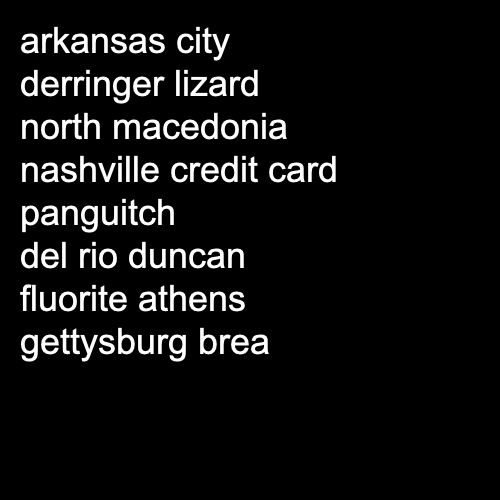 arkansas city
derringer lizard
north macedonia
nashville credit card
panguitch
del rio duncan
fluorite athens
gettysburg brea